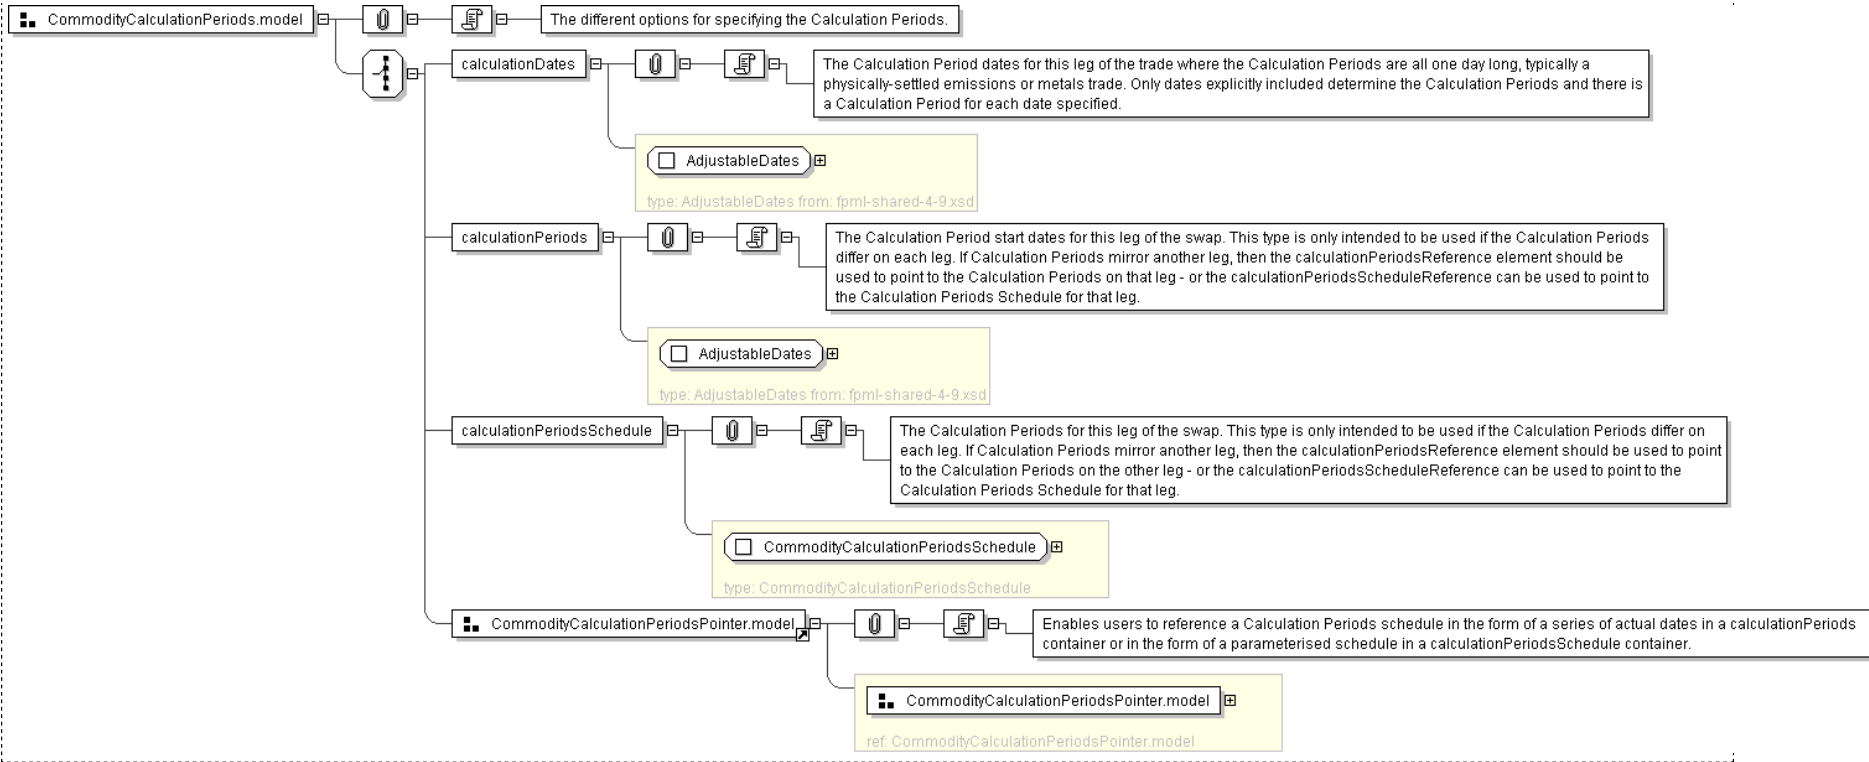 CommodityCalculationPeriods.model
The different options for specifying the Calculation Periods.
calculationDates
The Calculation Period dates for this leg of the trade where the Calculation Periods are all one day long, typically a
physically-settled emissions or metals trade. Only dates explicitly included determine the Calculation Periods and there is
a Calculation Period for each date specified.
AdjustableDates
type: AdjustableDates from: fpml-shared-4-9.xsd
calculationPeriods
The Calculation Period start dates for this leg of the swap. This type is only intended to be used if the Calculation Periods
differ on each leg. If Calculation Periods mirror another leg, then the calculationPeriodsReference element should be
used to point to the Calculation Periods on that leg - or the calculationPeriodsScheduleReference can be used to point to
the Calculation Periods Schedule for that leg.
AdjustableDates
type: AdjustableDates from: fpml-shared-4-9.xsd
calculationPeriodsSchedule
The Calculation Periods for this leg of the swap. This type is only intended to be used if the Calculation Periods differ on
each leg. If Calculation Periods mirror another leg, then the calculationPeriodsReference element should be used to point
to the Calculation Periods on the other leg - or the calculationPeriodsScheduleReference can be used to point to the
Calculation Periods Schedule for that leg.
CommodityCalculationPeriodsSchedule
type: CommodityCalculationPeriodsSchedule
CommodityCalculationPeriodsPointer.model
Enables users to reference a Calculation Periods schedule in the form of a series of actual dates in a calculationPeriods
container or in the form of a parameterised schedule in a calculationPeriodsSchedule container.
CommodityCalculationPeriodsPointer.model
ref: CommodityCalculationPeriodsPointer.model